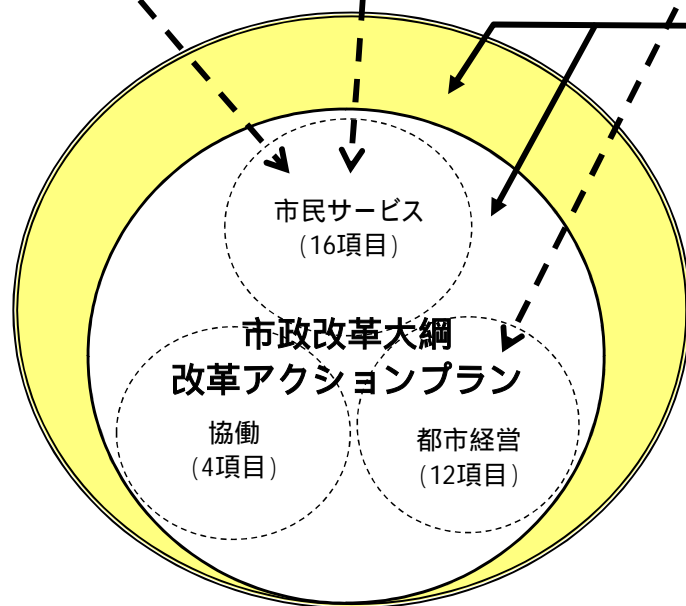 市民サービス
(16項目)
市政改革大綱
改革アクションプラン
協働
(4項目)
都市経営
(12項目)